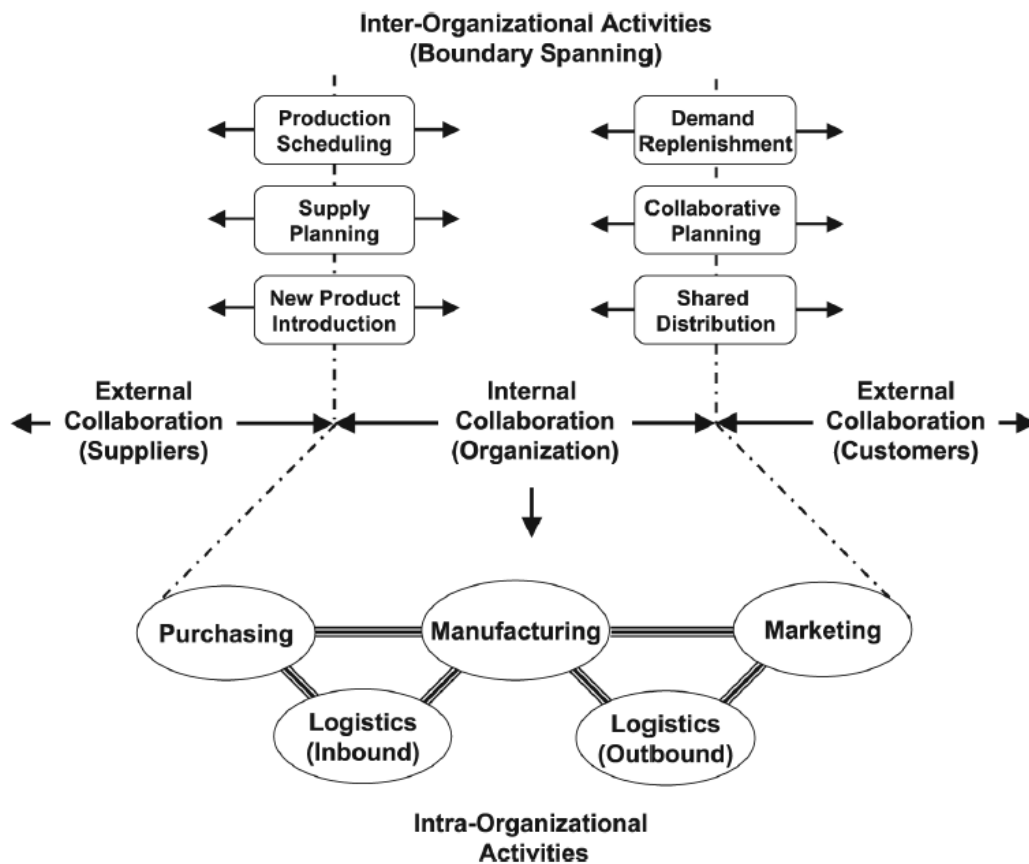 Inter-Organizational Activities
(Boundary Spanning)
Production
Scheduling
Demand
Replenishment
Supply
Planning
Collaborative
Planning
New Product
Introduction
Shared
Distribution
External
Collaboration
(Suppliers)
Internal
Collaboration
(Organization)
External
Collaboration
(Customers)
Purchasing
Manufacturing
Marketing
Logistics
(Inbound)
Logistics
(Outbound)
Intra-Organizational
Activities